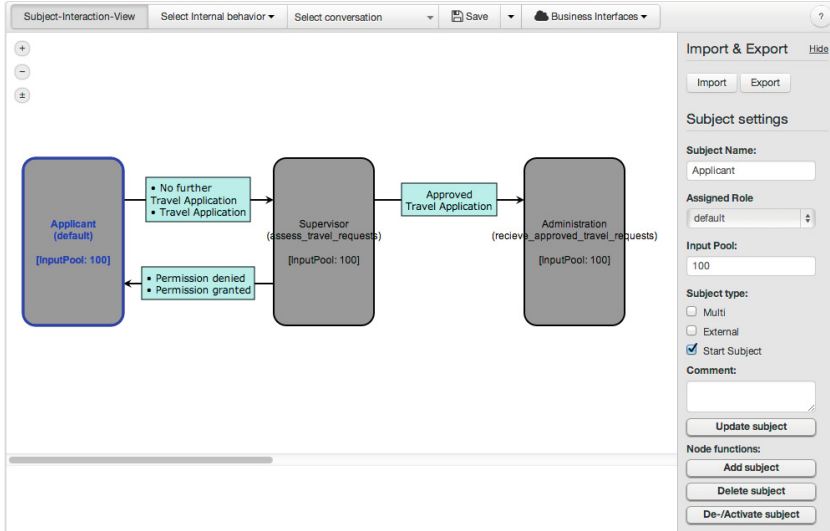 Subject-Interaction-View
Select Internal behavior
Select conversation
Save
Business Interfaces
?
+
−
±
Applicant
(default)
[InputPool: 100]
• No further
Travel Application
• Travel Application
• Permission denied
• Permission granted
Supervisor
(assess_travel_requests)
[InputPool: 100]
Approved
Travel Application
Administration
(recieve_approved_travel_requests)
[InputPool: 100]
Import & Export
Hide
Import
Export
Subject settings
Subject Name:
Applicant
Assigned Role
default
Input Pool:
100
Subject type:
Multi
External
Start Subject
Comment:
Update subject
Node functions:
Add subject
Delete subject
De-/Activate subject